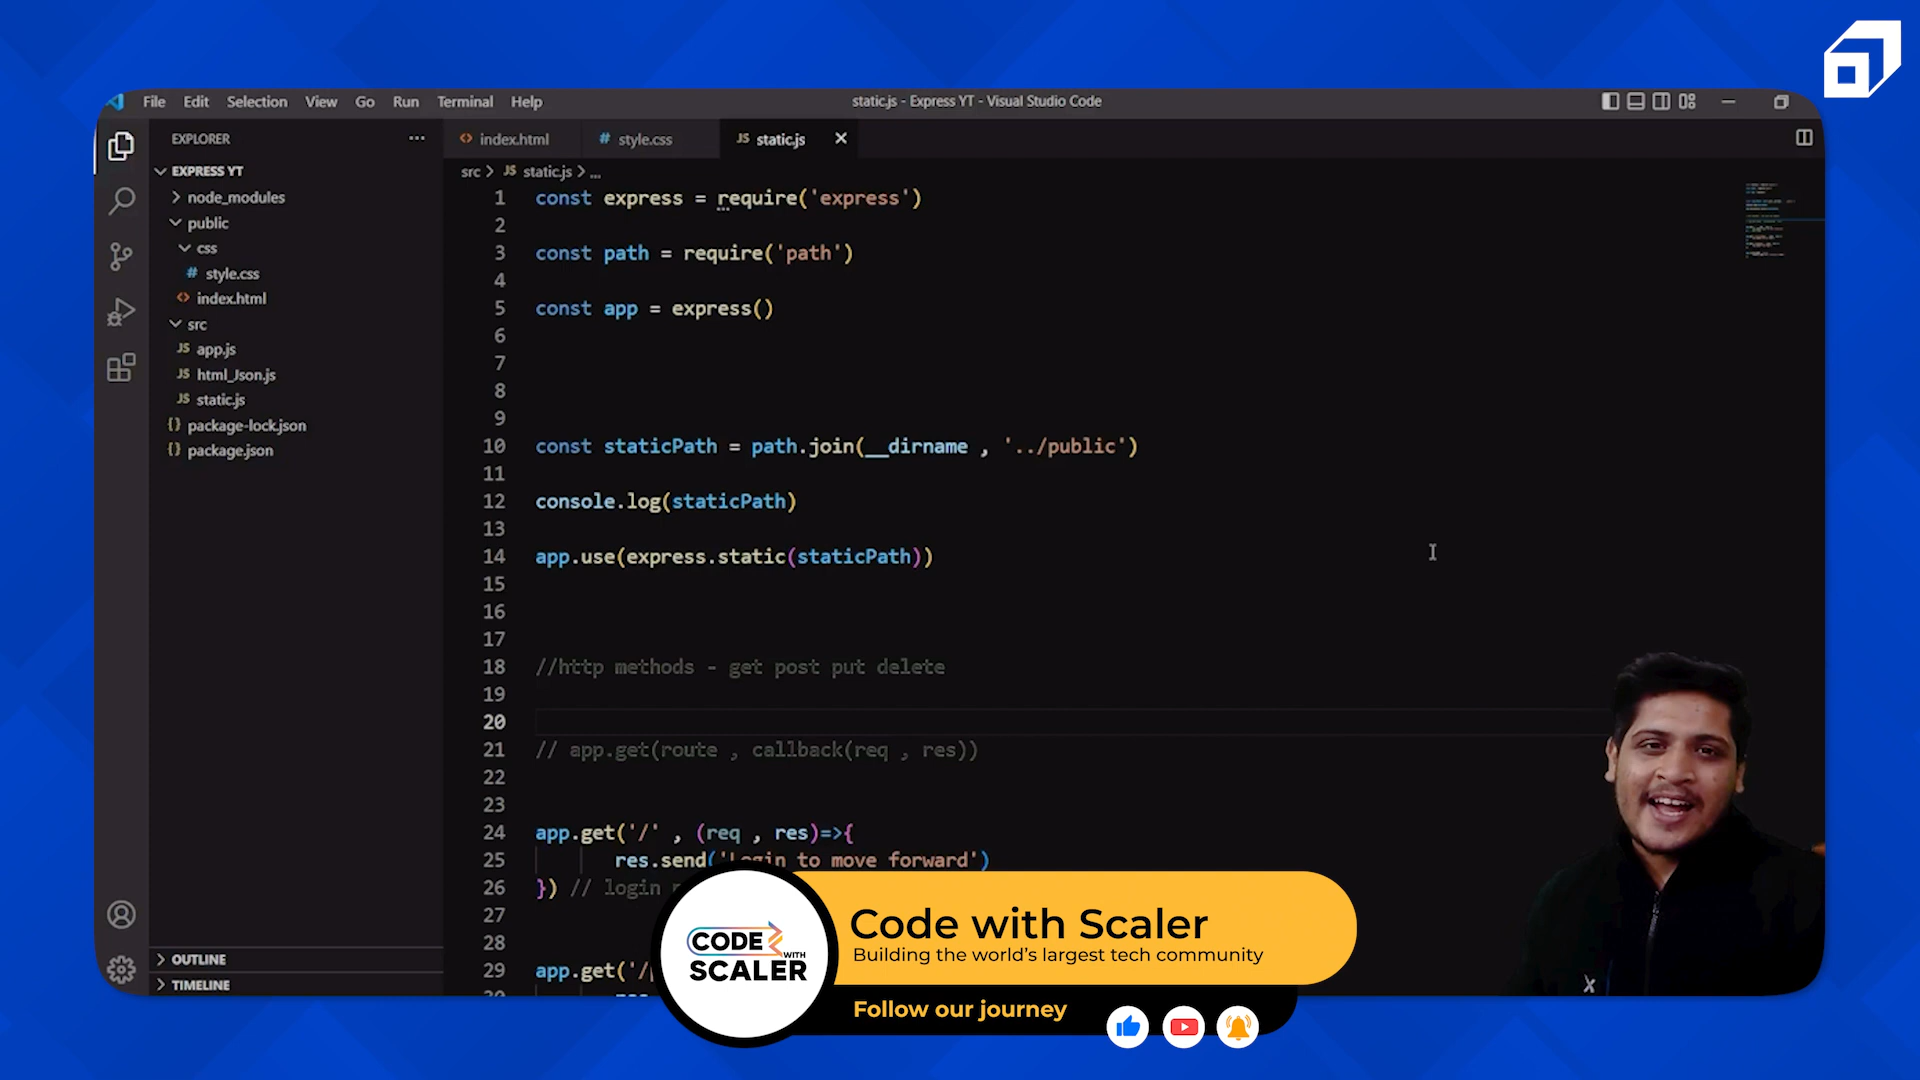 File Edit Selection View Go Run Terminal Help
static.js - Express YT - Visual Studio Code
EXPLORER
EXPRESS YT
node_modules
public
css
# style.css
index.html
src
JS app.js
JS html_Json.js
JS static.js
{} package-lock.json
{} package.json
OUTLINE
TIMELINE
<> index.html
# style.css
JS static.js
src > JS static.js > ...
1 const express = require('express')
2
3 const path = require('path')
4
5 const app = express()
6
7
8
9
10 const staticPath = path.join(__dirname , '../public')
11
12 console.log(staticPath)
13
14 app.use(express.static(staticPath))
15
16
17
18 //http methods - get post put delete
19
20
21 // app.get(route , callback(req , res))
22
23
24 app.get('/' , (req , res)=>{
25 res.send('Login to move forward')
26 }) // login
27
28
29 app.get('/
30
CODE
WITH
SCALER
Code with Scaler
Building the world's largest tech community
Follow our journey